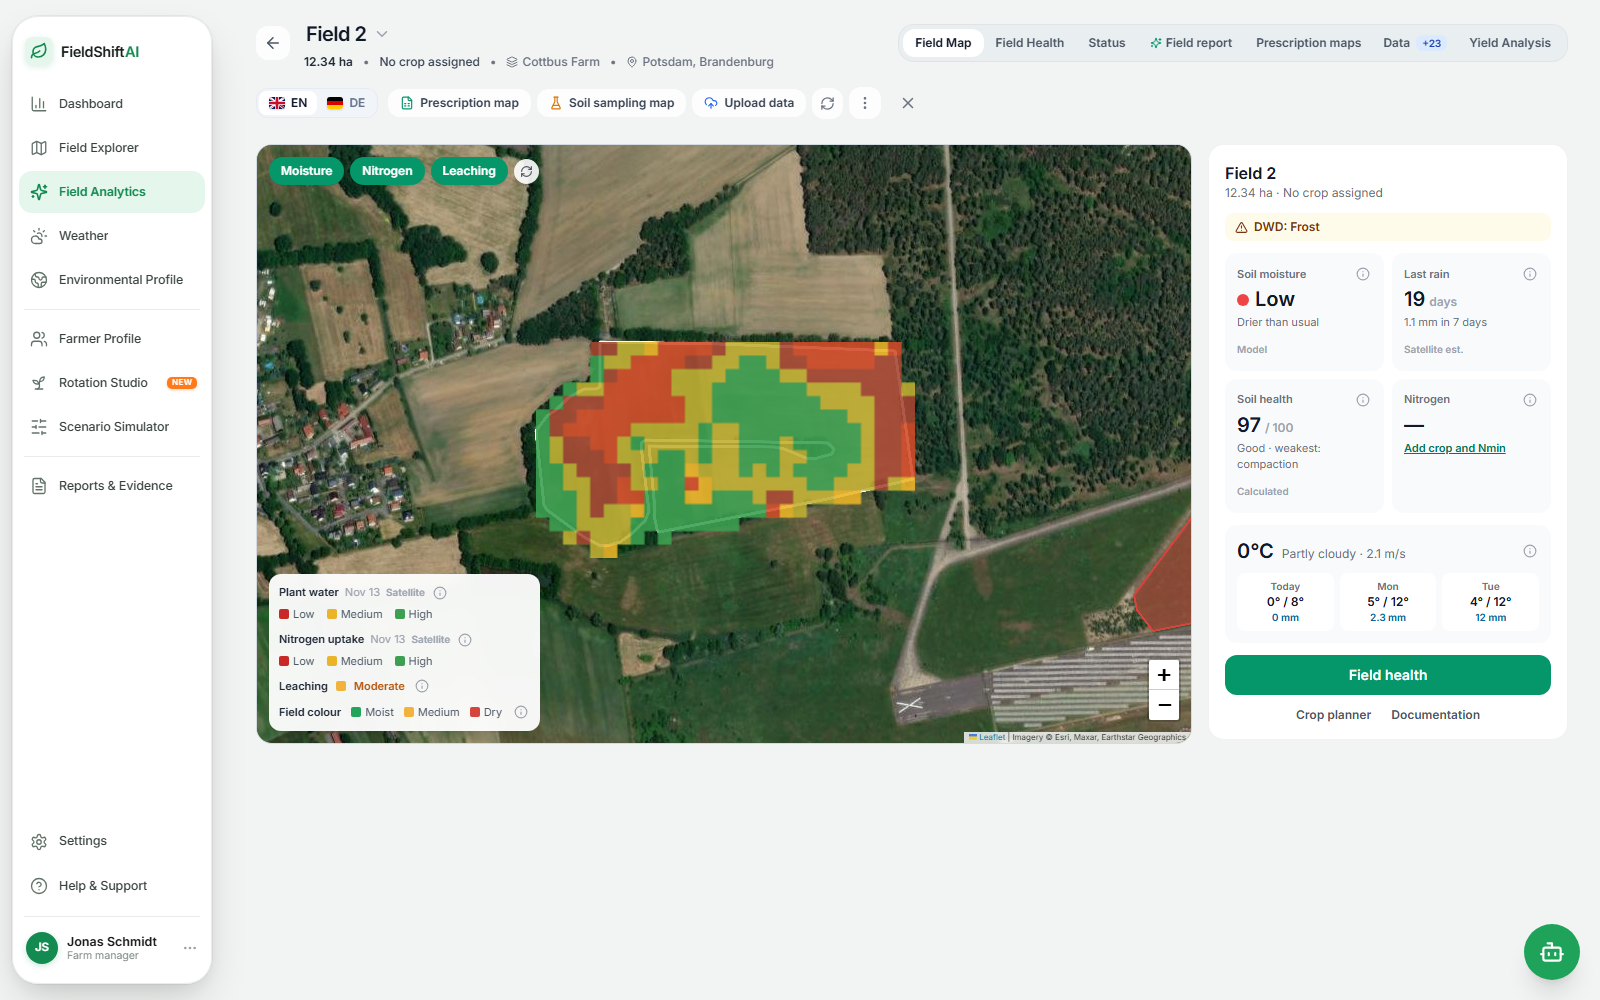 FieldShiftAI
Dashboard
Field Explorer
Field Analytics
Weather
Environmental Profile
Farmer Profile
Rotation Studio NEW
Scenario Simulator
Reports & Evidence
Settings
Help & Support
JS
Jonas Schmidt
Farm manager
Field 2
12.34 ha • No crop assigned • Cottbus Farm • Potsdam, Brandenburg
Field Map Field Health Status Field report Prescription maps Data +23 Yield Analysis
EN DE Prescription map Soil sampling map Upload data
Moisture Nitrogen Leaching
Plant water Nov 13 Satellite
Low Medium High
Nitrogen uptake Nov 13 Satellite
Low Medium High
Leaching Moderate
Field colour Moist Medium Dry
+
−
Leaflet | Imagery © Esri, Maxar, Earthstar Geographics
Field 2
12.34 ha · No crop assigned
DWD: Frost
Soil moisture
Low
Drier than usual
Model
Last rain
19 days
1.1 mm in 7 days
Satellite est.
Soil health
97 / 100
Good · weakest:
compaction
Calculated
Nitrogen
—
Add crop and Nmin
0°C Partly cloudy · 2.1 m/s
Today
0° / 8°
0 mm
Mon
5° / 12°
2.3 mm
Tue
4° / 12°
12 mm
Field health
Crop planner Documentation